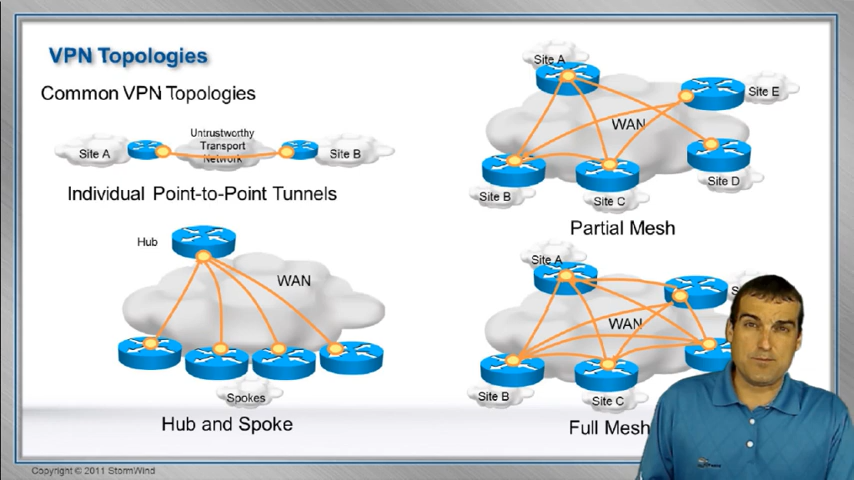 VPN Topologies
Common VPN Topologies
Site A
Untrustworthy
Transport
Network
Site B
Individual Point-to-Point Tunnels
Hub
WAN
Spokes
Hub and Spoke
Site A
Site E
WAN
Site B
Site C
Site D
Partial Mesh
Site A
WAN
Site B
Site C
Full Mesh
Copyright © 2011 StormWind